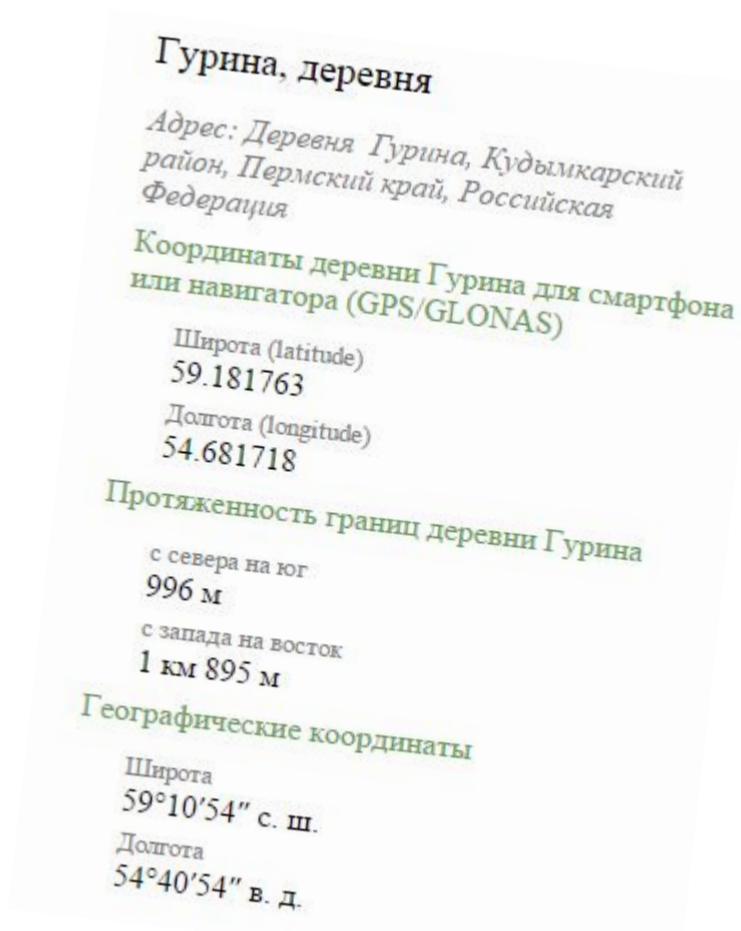 Гурина, деревня
Адрес: Деревня Гурина, Кудымкарский
район, Пермский край, Российская
Федерация
Координаты деревни Гурина для смартфона
или навигатора (GPS/GLONAS)
Широта (latitude)
59.181763
Долгота (longitude)
54.681718
Протяженность границ деревни Гурина
с севера на юг
996 м
с запада на восток
1 км 895 м
Географические координаты
Широта
59°10′54″ с. ш.
Долгота
54°40′54″ в. д.